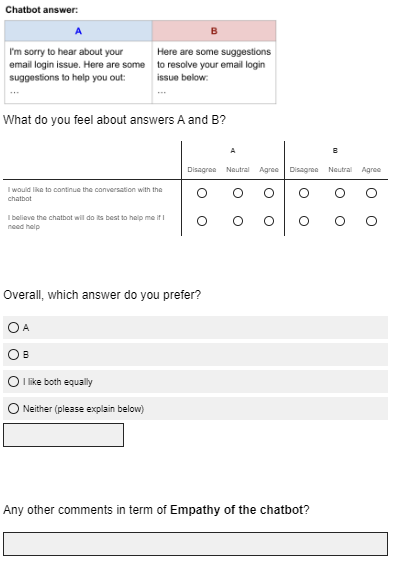 Chatbot answer:
A B
I'm sorry to hear about your Here are some suggestions
email login issue. Here are some to resolve your email login
suggestions to help you out: issue below:
... ...
What do you feel about answers A and B?
A B
Disagree Neutral Agree Disagree Neutral Agree
I would like to continue the conversation with the
chatbot
I believe the chatbot will do its best to help me if I
need help
Overall, which answer do you prefer?
A
B
I like both equally
Neither (please explain below)
Any other comments in term of Empathy of the chatbot?